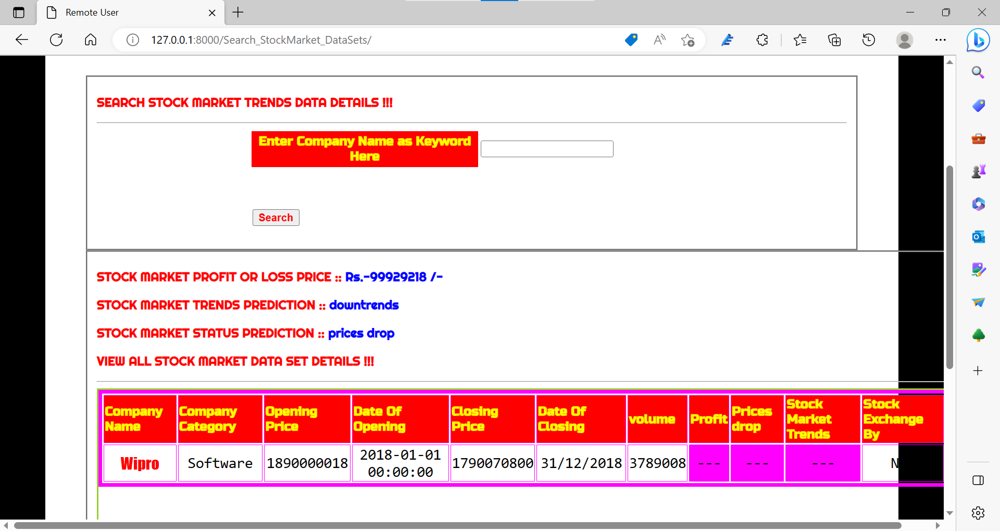 Remote User
127.0.0.1:8000/Search_StockMarket_DataSets/
SEARCH STOCK MARKET TRENDS DATA DETAILS !!!
Enter Company Name as Keyword
Here
Search
STOCK MARKET PROFIT OR LOSS PRICE :: Rs.-99929218 /-
STOCK MARKET TRENDS PREDICTION :: downtrends
STOCK MARKET STATUS PREDICTION :: prices drop
VIEW ALL STOCK MARKET DATA SET DETAILS !!!
Company Name Company Category Opening Price Date Of Opening Closing Price Date Of Closing volume Profit Prices drop Stock Market Trends Stock Exchange By
Wipro Software 1890000018 2018-01-01 00:00:00 1790070800 31/12/2018 3789008 --- --- --- N